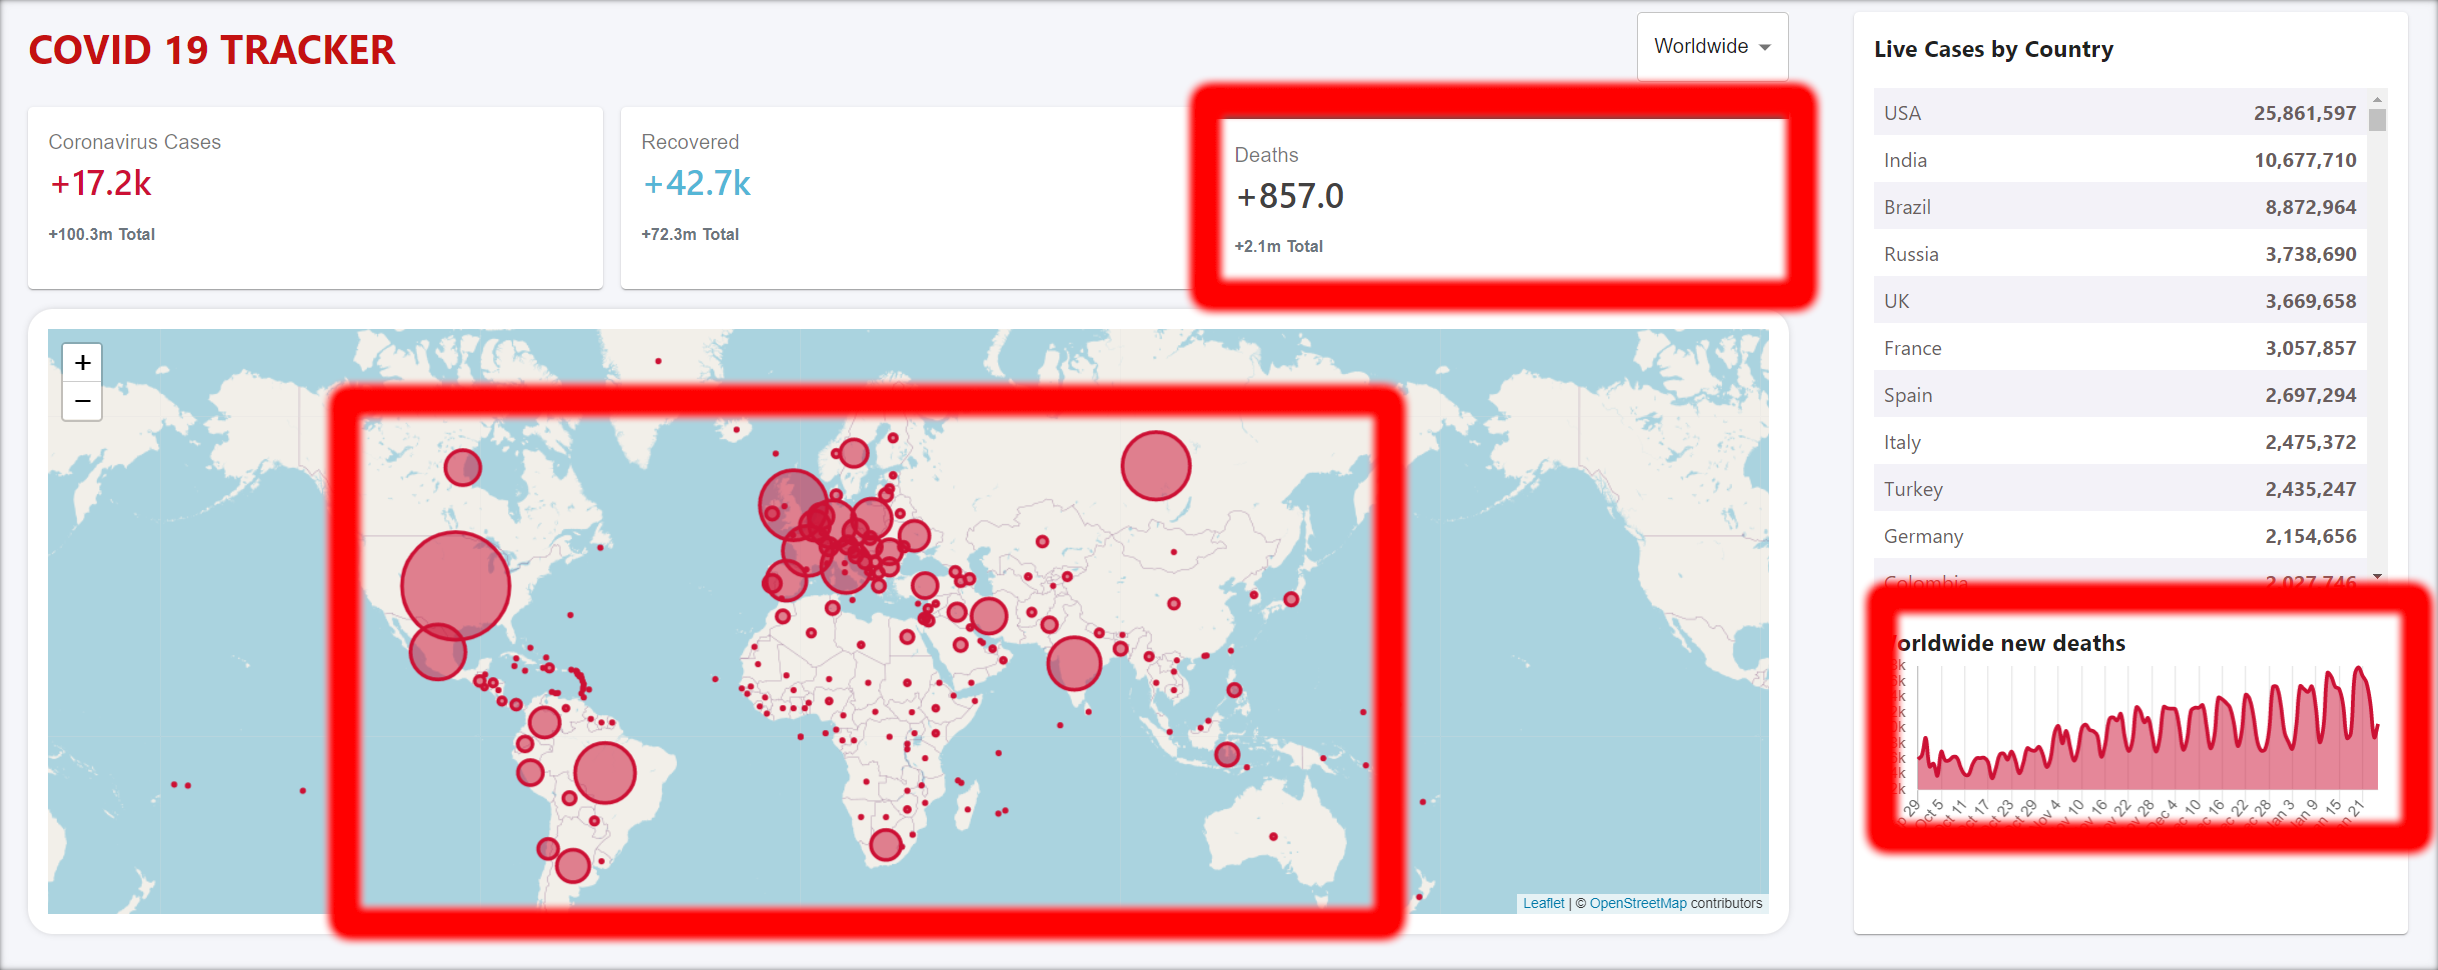 COVID 19 TRACKER
Worldwide
Coronavirus Cases
+17.2k
+100.3m Total
Recovered
+42.7k
+72.3m Total
Deaths
+857.0
+2.1m Total
+
−
Leaflet | © OpenStreetMap contributors
Live Cases by Country
USA 25,861,597
India 10,677,710
Brazil 8,872,964
Russia 3,738,690
UK 3,669,658
France 3,057,857
Spain 2,697,294
Italy 2,475,372
Turkey 2,435,247
Germany 2,154,656
Colombia 2,027,746
orldwide new deaths